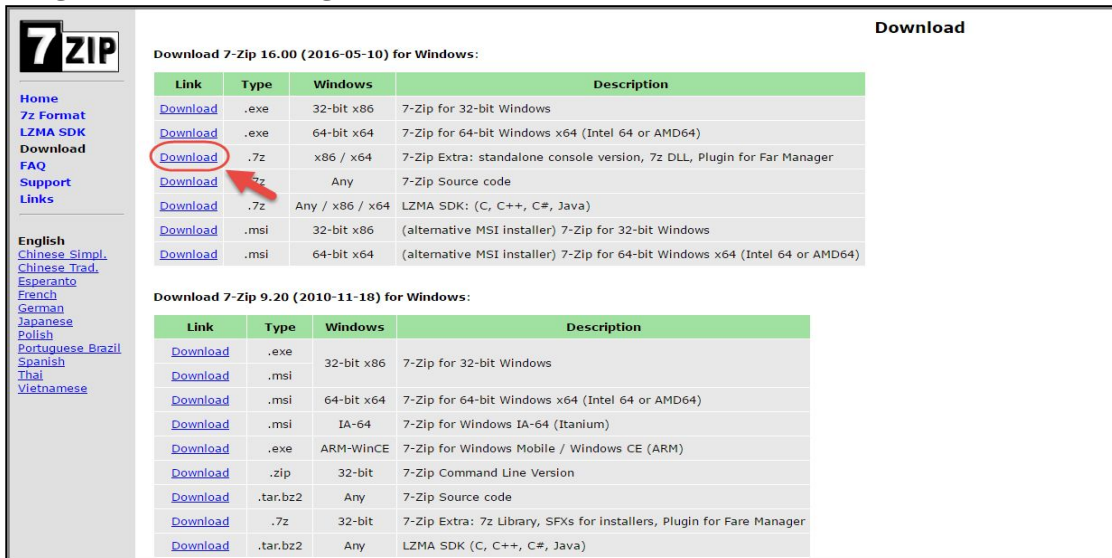 Download
7 ZIP
Home
7z Format
LZMA SDK
Download
FAQ
Support
Links
English
Chinese Simpl.
Chinese Trad.
Esperanto
French
German
Japanese
Polish
Portuguese Brazil
Spanish
Thai
Vietnamese
Download 7-Zip 16.00 (2016-05-10) for Windows:
Link Type Windows Description
Download .exe 32-bit x86 7-Zip for 32-bit Windows
Download .exe 64-bit x64 7-Zip for 64-bit Windows x64 (Intel 64 or AMD64)
Download .7z x86 / x64 7-Zip Extra: standalone console version, 7z DLL, Plugin for Far Manager
Download 7z Any 7-Zip Source code
Download .7z Any / x86 / x64 LZMA SDK: (C, C++, C#, Java)
Download .msi 32-bit x86 (alternative MSI installer) 7-Zip for 32-bit Windows
Download .msi 64-bit x64 (alternative MSI installer) 7-Zip for 64-bit Windows x64 (Intel 64 or AMD64)
Download 7-Zip 9.20 (2010-11-18) for Windows:
Link Type Windows Description
Download .exe 32-bit x86 7-Zip for 32-bit Windows
Download .msi
Download .msi 64-bit x64 7-Zip for 64-bit Windows x64 (Intel 64 or AMD64)
Download .msi IA-64 7-Zip for Windows IA-64 (Itanium)
Download .exe ARM-WinCE 7-Zip for Windows Mobile / Windows CE (ARM)
Download .zip 32-bit 7-Zip Command Line Version
Download .tar.bz2 Any 7-Zip Source code
Download .7z 32-bit 7-Zip Extra: 7z Library, SFXs for installers, Plugin for Fare Manager
Download .tar.bz2 Any LZMA SDK (C, C++, C#, Java)